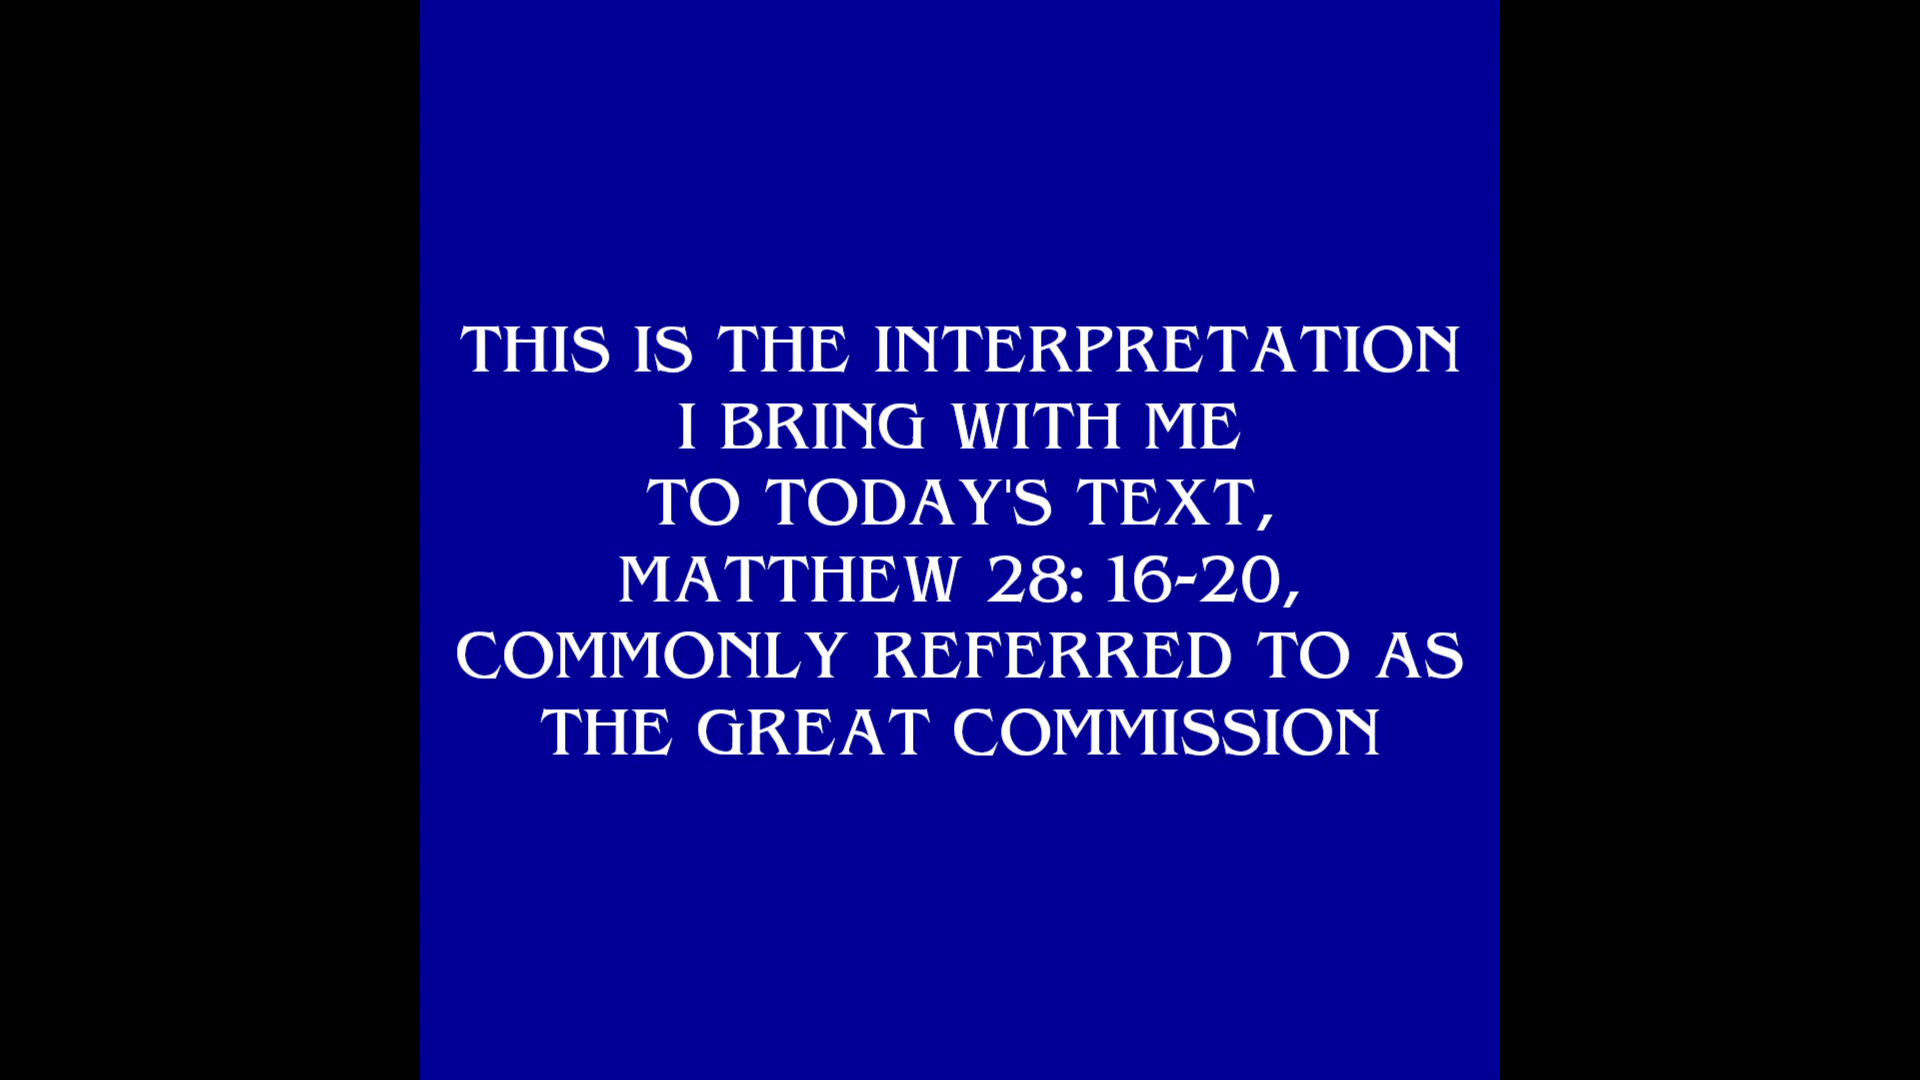 THIS IS THE INTERPRETATION
I BRING WITH ME
TO TODAY'S TEXT,
MATTHEW 28: 16-20,
COMMONLY REFERRED TO AS
THE GREAT COMMISSION